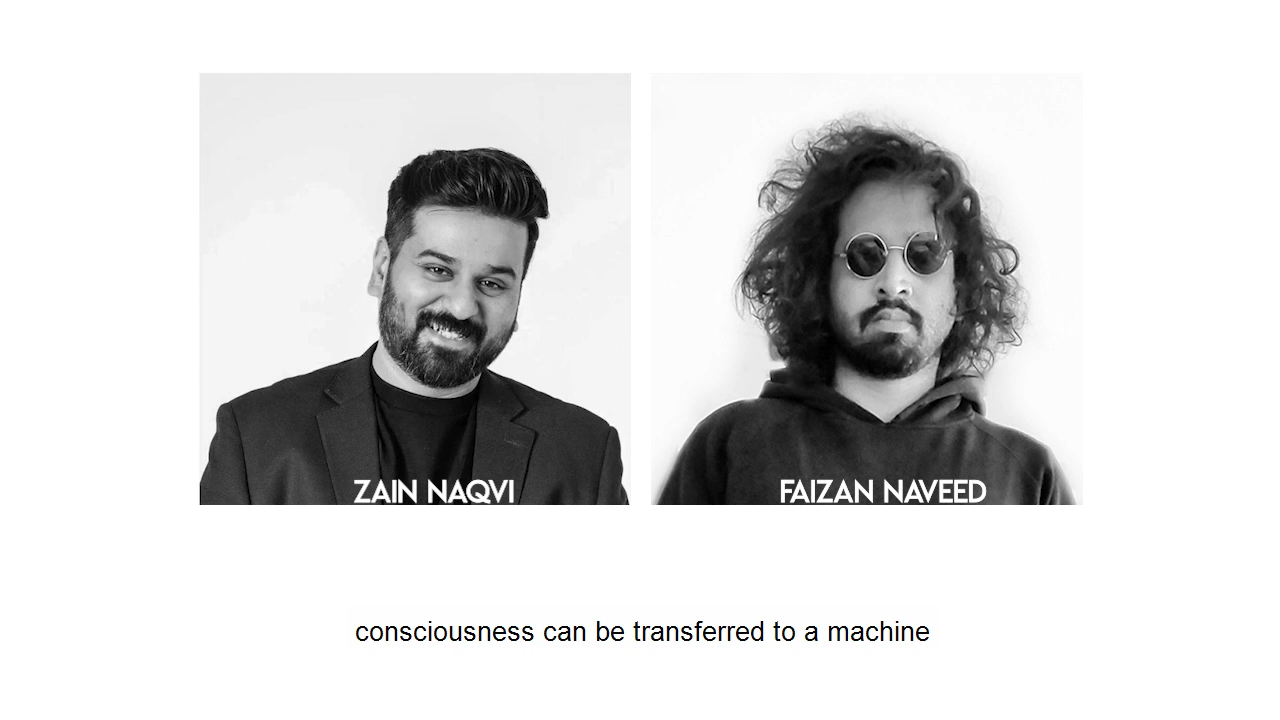 ZAIN NAQVI
FAIZAN NAVEED
consciousness can be transferred to a machine